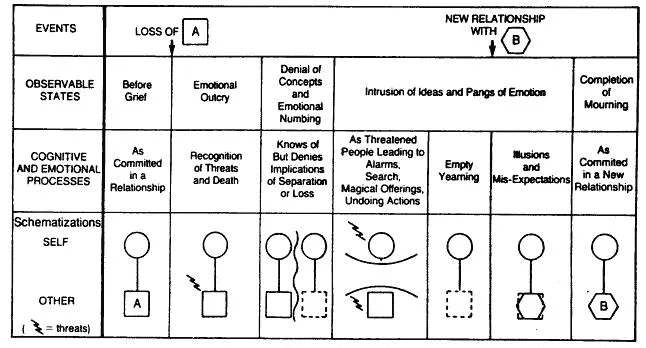 EVENTS
LOSS OF A
NEW RELATIONSHIP
WITH B
OBSERVABLE
STATES
Before
Grief
Emotional
Outcry
Denial of
Concepts
and
Emotional
Numbing
Intrusion of Ideas and Pangs of Emotion
Completion
of
Mourning
COGNITIVE
AND EMOTIONAL
PROCESSES
As
Committed
in a
Relationship
Recognition
of Threats
and Death
Knows of
But Denies
Implications
of Separation
or Loss
As Threatened
People Leading to
Alarms,
Search,
Magical Offerings,
Undoing Actions
Empty
Yearning
Illusions
and
Mis-Expectations
As
Commited
in a New
Relationship
Schematizations
SELF
OTHER
A
B
( = threats)